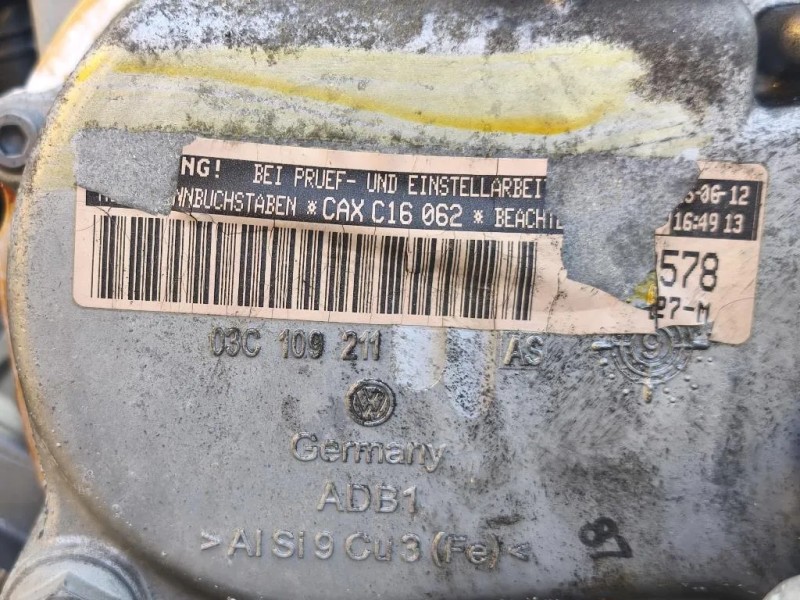 NG! BEI PRUEF- UND EINSTELLARBEIT
NNBUCHSTABEN * CAX C16 062 * BEACHT
-06-12
16:49 13
578
27-M
03C 109 211 AS
VW
Germany
ADB1
>AlSi9Cu3(Fe)<
87